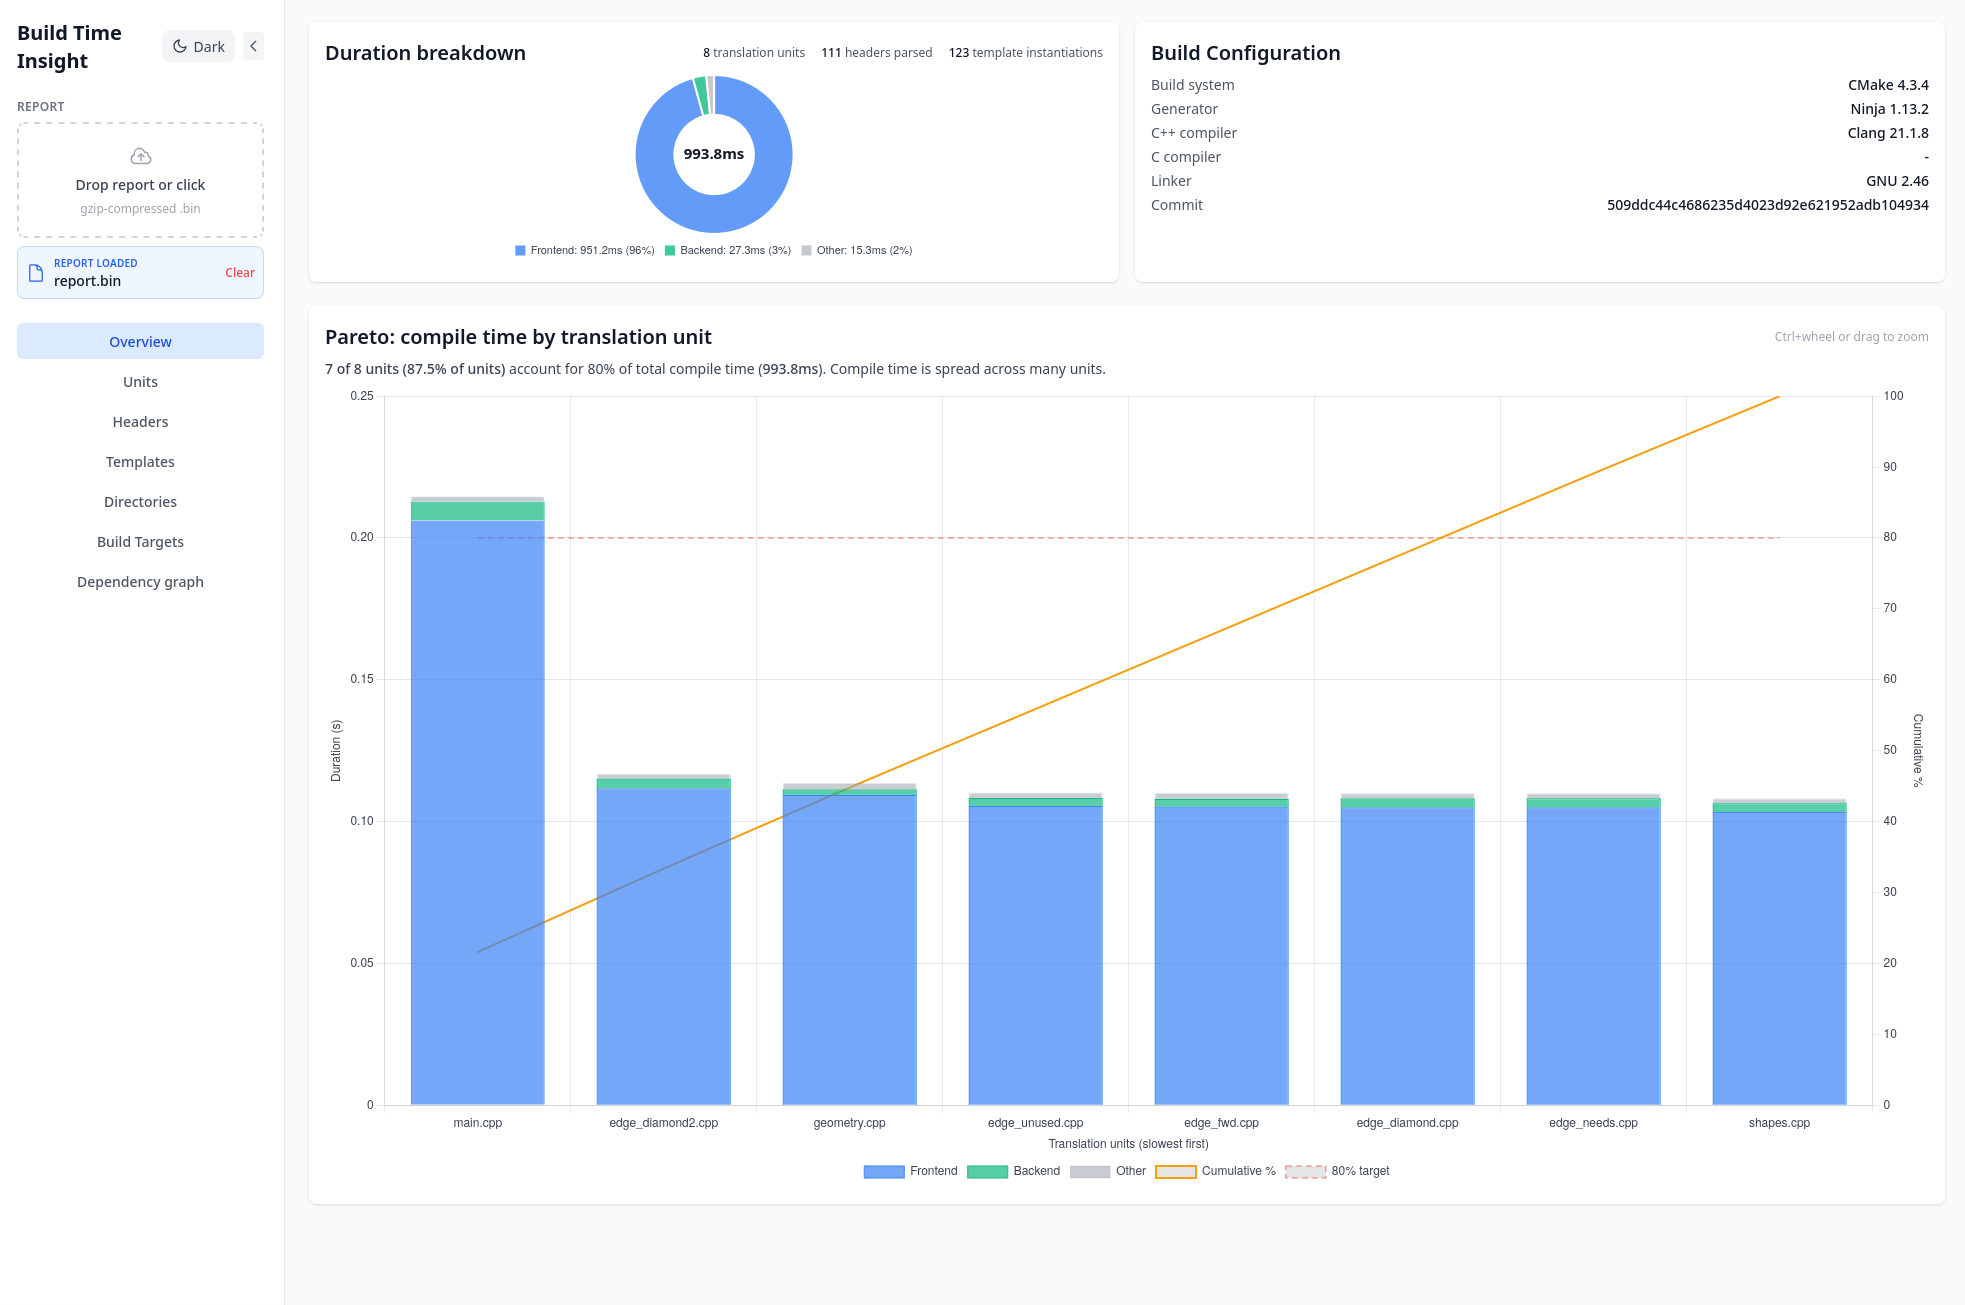 Build Time
Insight
Dark
REPORT
Drop report or click
gzip-compressed .bin
REPORT LOADED
report.bin
Clear
Overview
Units
Headers
Templates
Directories
Build Targets
Dependency graph
Duration breakdown
8 translation units 111 headers parsed 123 template instantiations
993.8ms
Frontend: 951.2ms (96%) Backend: 27.3ms (3%) Other: 15.3ms (2%)
Build Configuration
Build system CMake 4.3.4
Generator Ninja 1.13.2
C++ compiler Clang 21.1.8
C compiler -
Linker GNU 2.46
Commit 509ddc44c4686235d4023d92e621952adb104934
Pareto: compile time by translation unit
Ctrl+wheel or drag to zoom
7 of 8 units (87.5% of units) account for 80% of total compile time (993.8ms). Compile time is spread across many units.
Duration (s)
0.25
0.20
0.15
0.10
0.05
0
100
90
80
70
60
50
40
30
20
10
0
Cumulative %
main.cpp edge_diamond2.cpp geometry.cpp edge_unused.cpp edge_fwd.cpp edge_diamond.cpp edge_needs.cpp shapes.cpp
Translation units (slowest first)
Frontend Backend Other Cumulative % 80% target